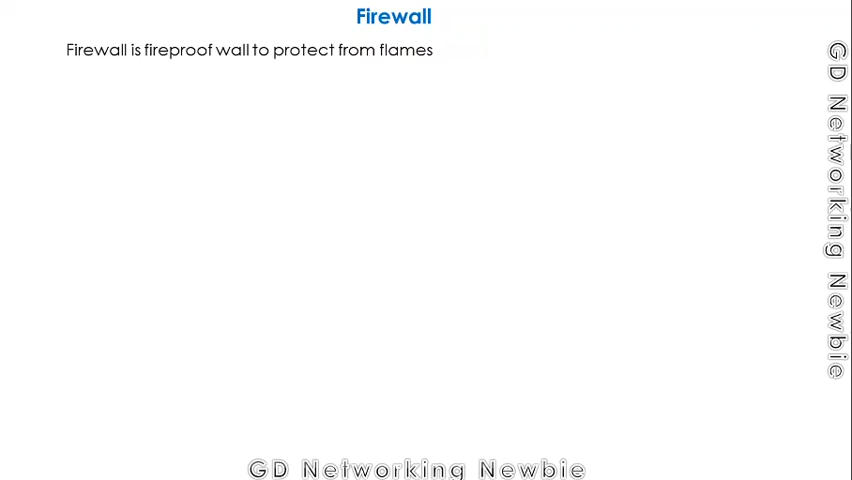 Firewall
Firewall is fireproof wall to protect from flames
GD Networking Newbie
GD Networking Newbie